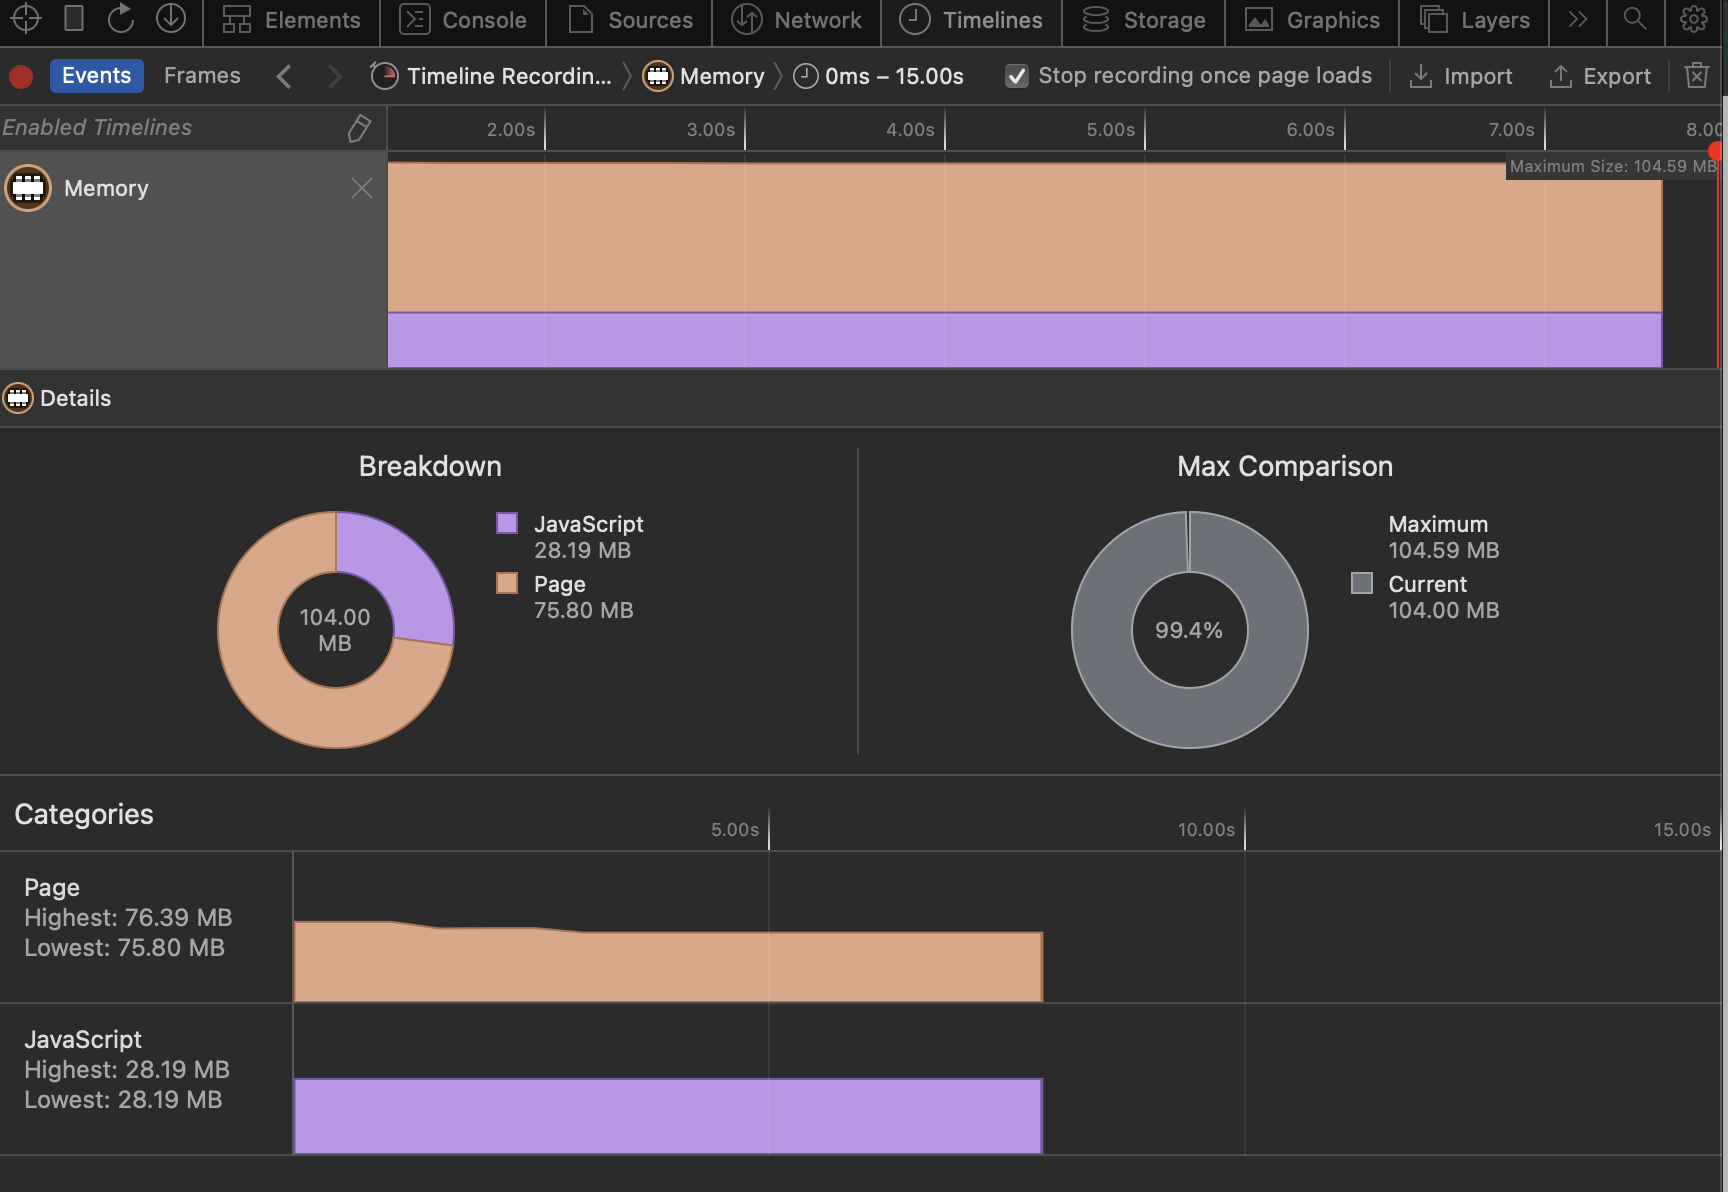 Elements
Console
Sources
Network
Timelines
Storage
Graphics
Layers
Events
Frames
Timeline Recordin...
Memory
0ms – 15.00s
Stop recording once page loads
Import
Export
Enabled Timelines
2.00s
3.00s
4.00s
5.00s
6.00s
7.00s
8.00
Maximum Size: 104.59 MB
Memory
Details
Breakdown
JavaScript
28.19 MB
Page
75.80 MB
104.00
MB
Max Comparison
Maximum
104.59 MB
Current
104.00 MB
99.4%
Categories
5.00s
10.00s
15.00s
Page
Highest: 76.39 MB
Lowest: 75.80 MB
JavaScript
Highest: 28.19 MB
Lowest: 28.19 MB